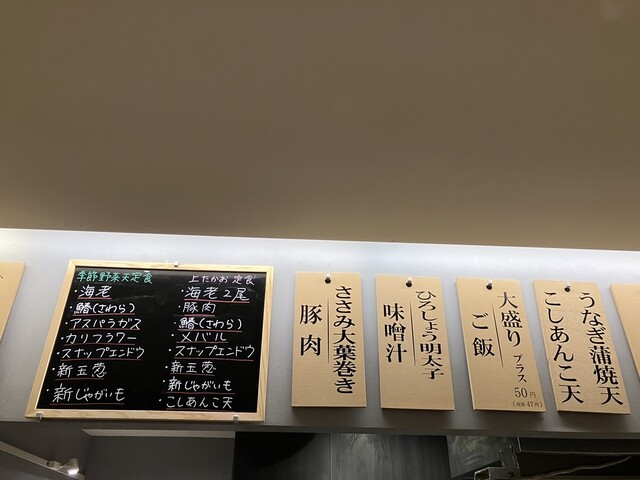 季節野菜天定食
・海老
・鰆(さわら)
・アスパラガス
・カリフラワー
・スナップエンドウ
・新玉葱
・新じゃがいも
上たかお定食
・海老2尾
・豚肉
・鰆(さわら)
・メバル
・スナップエンドウ
・新玉葱
・新じゃがいも
・こしあんこ天
ささみ大葉巻き
豚肉
ひろしょう明太子
味噌汁
大盛り プラス 50円
(税抜47円)
ご飯
うなぎ蒲焼天
こしあんこ天